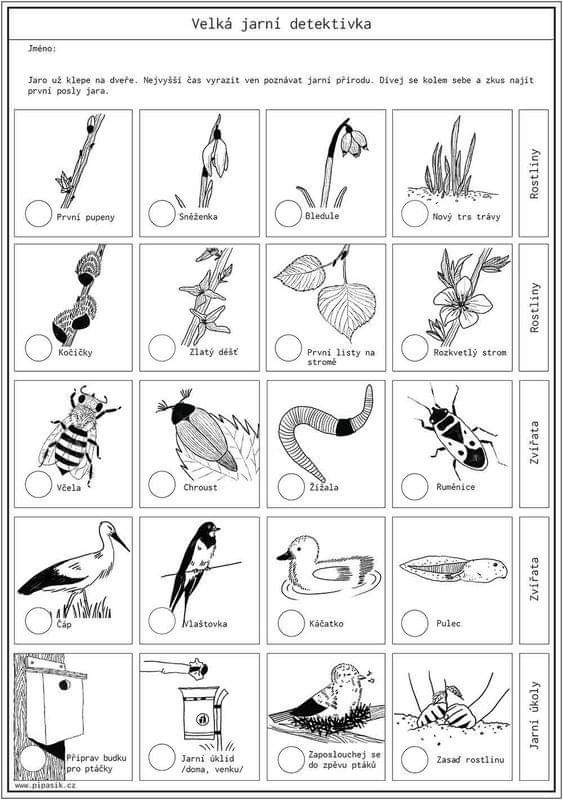 Velká jarní detektivka
Jméno:
Jaro už klepe na dveře. Nejvyšší čas vyrazit ven poznávat jarní přírodu. Dívej se kolem sebe a zkus najít
první posly jara.
První pupeny
Sněženka
Bledule
Nový trs trávy
Rostliny
Kočičky
Zlatý déšť
První listy na
stromě
Rozkvetlý strom
Rostliny
Včela
Chroust
Žížala
Ruměnice
Zvířata
Čáp
Vlaštovka
Káčatko
Pulec
Zvířata
Připrav budku
pro ptáčky
Jarní úklid
/doma, venku/
Zaposlouchej se
do zpěvu ptáků
Zasaď rostlinu
Jarní úkoly
www.pipasik.cz